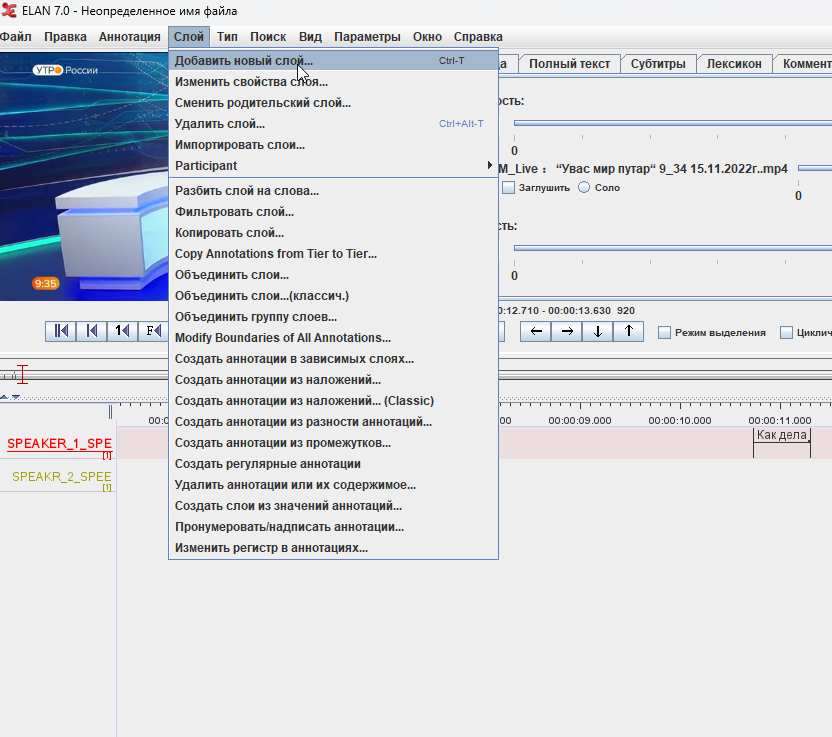 ELAN 7.0 - Неопределенное имя файла
Файл Правка Аннотация Слой Тип Поиск Вид Параметры Окно Справка
УТРО России
9:35
Добавить новый слой... Ctrl-T
Изменить свойства слоя...
Сменить родительский слой...
Удалить слой... Ctrl+Alt-T
Импортировать слои...
Participant
Разбить слой на слова...
Фильтровать слой...
Копировать слой...
Copy Annotations from Tier to Tier...
Объединить слои...
Объединить слои...(классич.)
Объединить группу слоев...
Modify Boundaries of All Annotations...
Создать аннотации в зависимых слоях...
Создать аннотации из наложений...
Создать аннотации из наложений... (Classic)
Создать аннотации из разности аннотаций...
Создать аннотации из промежутков...
Создать регулярные аннотации
Удалить аннотации или их содержимое...
Создать слои из значений аннотаций...
Пронумеровать/надписать аннотации...
Изменить регистр в аннотациях...
а Полный текст Субтитры Лексикон Коммент
ость:
0
M_Live : “Увас мир путар“ 9_34 15.11.2022г..mp4
Заглушить Соло
0
сть:
0
0:12.710 - 00:00:13.630 920
Режим выделения Циклич
00:0 00 00:00:09.000 00:00:10.000 00:00:11.000
SPEAKER_1_SPE
[1]
Как дела
SPEAKR_2_SPEE
[1]